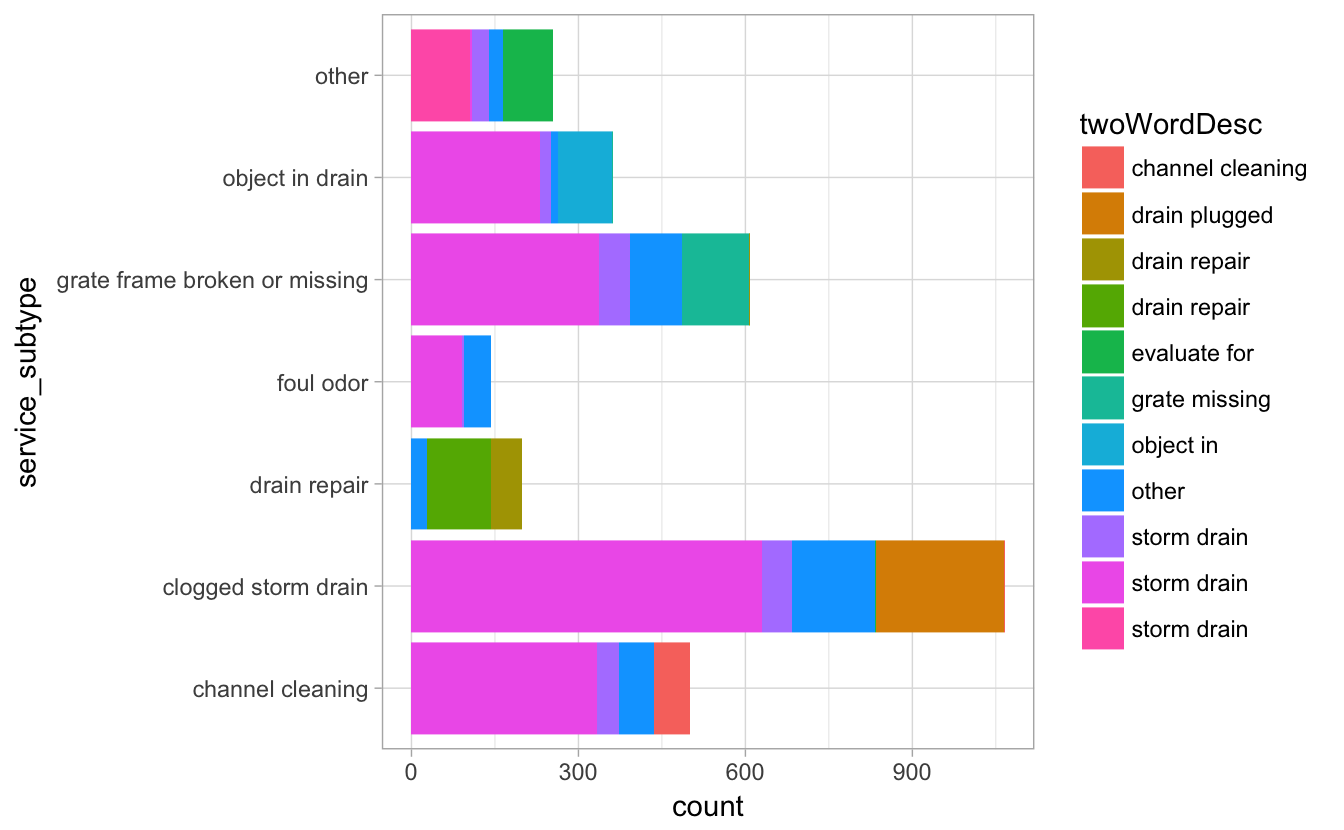 service_subtype
other
object in drain
grate frame broken or missing
foul odor
drain repair
clogged storm drain
channel cleaning
0 300 600 900
count
twoWordDesc
channel cleaning
drain plugged
drain repair
drain repair
evaluate for
grate missing
object in
other
storm drain
storm drain
storm drain